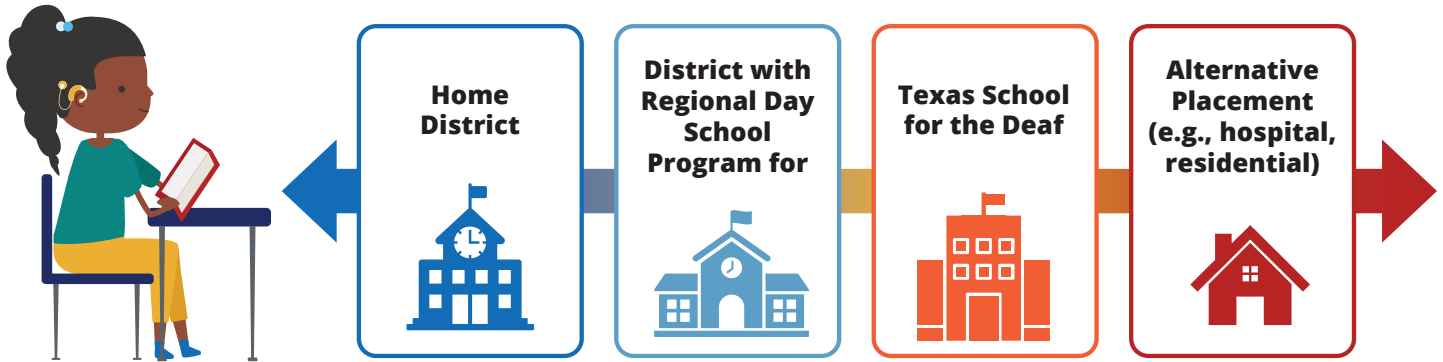 Home
District
District with
Regional Day
School
Program for
Texas School
for the Deaf
Alternative
Placement
(e.g., hospital,
residential)